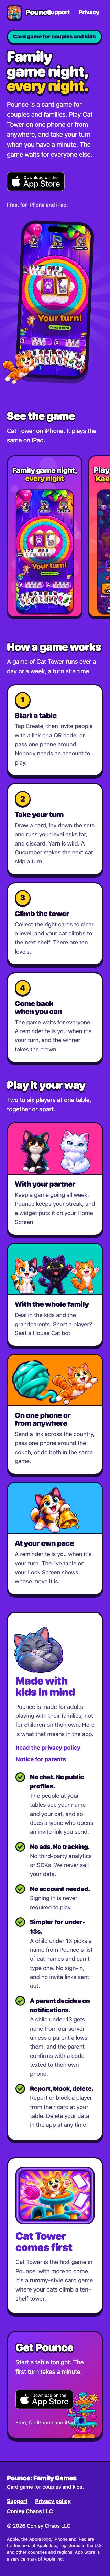 Pounce
Support
Privacy
Card game for couples and kids
Family
game night,
every night.
Pounce is a card game for
couples and families. Play Cat
Tower on one phone or from
anywhere, and take your turn
when you have a minute. The
game waits for everyone else.
Download on the
App Store
Free, for iPhone and iPad.
Your turn!
See the game
Cat Tower on iPhone. It plays the
same on iPad.
Family game night,
every night
Your turn!
How a game works
A game of Cat Tower runs over a
day or a week, a turn at a time.
1
Start a table
Tap Create, then invite people
with a link or a QR code, or
pass one phone around.
Nobody needs an account to
play.
2
Take your turn
Draw a card, lay down the sets
and runs your level asks for,
and discard. Yarn is wild. A
Cucumber makes the next cat
skip a turn.
3
Climb the tower
Collect the right cards to clear
a level, and your cat climbs to
the next shelf. There are ten
levels.
4
Come back
when you can
The game waits for everyone.
A reminder tells you when it's
your turn, and the winner
takes the crown.
Play it your way
Two to six players at one table,
together or apart.
With your partner
Keep a game going all week.
Pounce keeps your streak, and
a widget puts it on your Home
Screen.
With the whole family
Deal in the kids and the
grandparents. Short a player?
Seat a House Cat bot.
On one phone or
from anywhere
Send a link across the country,
pass one phone around the
couch, or do both in the same
game.
At your own pace
A reminder tells you when it's
your turn. The live table on
your Lock Screen shows
whose move it is.
Made with
kids in mind
Pounce is made for adults
playing with their families, not
for children on their own. Here
is what that means in the app.
Read the privacy policy
Notice for parents
No chat. No public
profiles.
The people at your
tables see your name
and your cat, and so
does anyone who opens
an invite link you send.
No ads. No tracking.
No third-party analytics
or SDKs. We never sell
your data.
No account needed.
Signing in is never
required to play.
Simpler for under-
13s.
A child under 13 picks a
name from Pounce's list
of cat names and can't
type one. No sign-in,
and no invite links sent
out.
A parent decides on
notifications.
A child under 13 gets
none from our server
unless a parent allows
them, and the parent
confirms with a code
texted to their own
phone.
Report, block, delete.
Report or block a player
from their card at your
table. Delete your data
in the app at any time.
Cat Tower
comes first
Cat Tower is the first game in
Pounce, with more to come.
It's a rummy-style card game
where your cats climb a ten-
shelf tower.
Get Pounce
Start a table tonight. The
first turn takes a minute.
Download on the
App Store
Free, for iPhone and iPad.
Pounce: Family Games
Card game for couples and kids.
Support
Privacy policy
Conley Chaos LLC
© 2026 Conley Chaos LLC
Apple, the Apple logo, iPhone and iPad are
trademarks of Apple Inc., registered in the U.S.
and other countries and regions. App Store is
a service mark of Apple Inc.